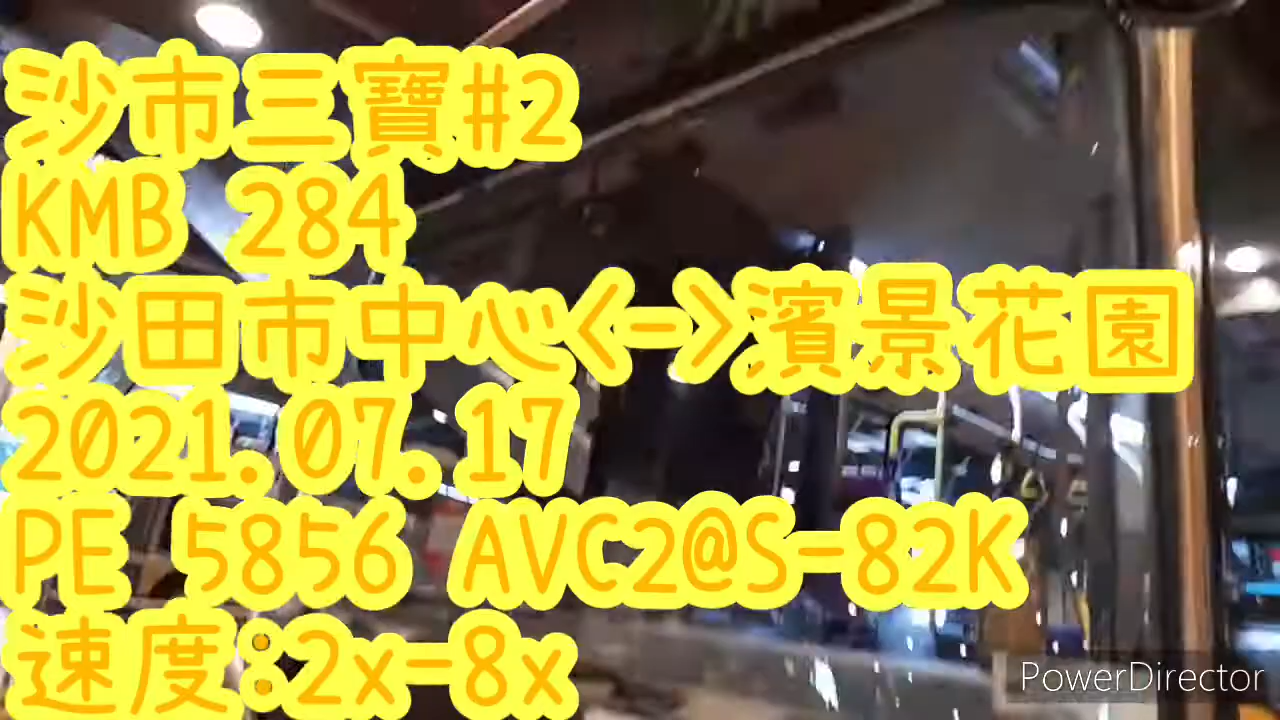 沙市三寶#2
KMB 284
沙田市中心<->濱景花園
2021.07.17
PE 5856 AVC2@S-82K
速度:2x-8x
PowerDirector